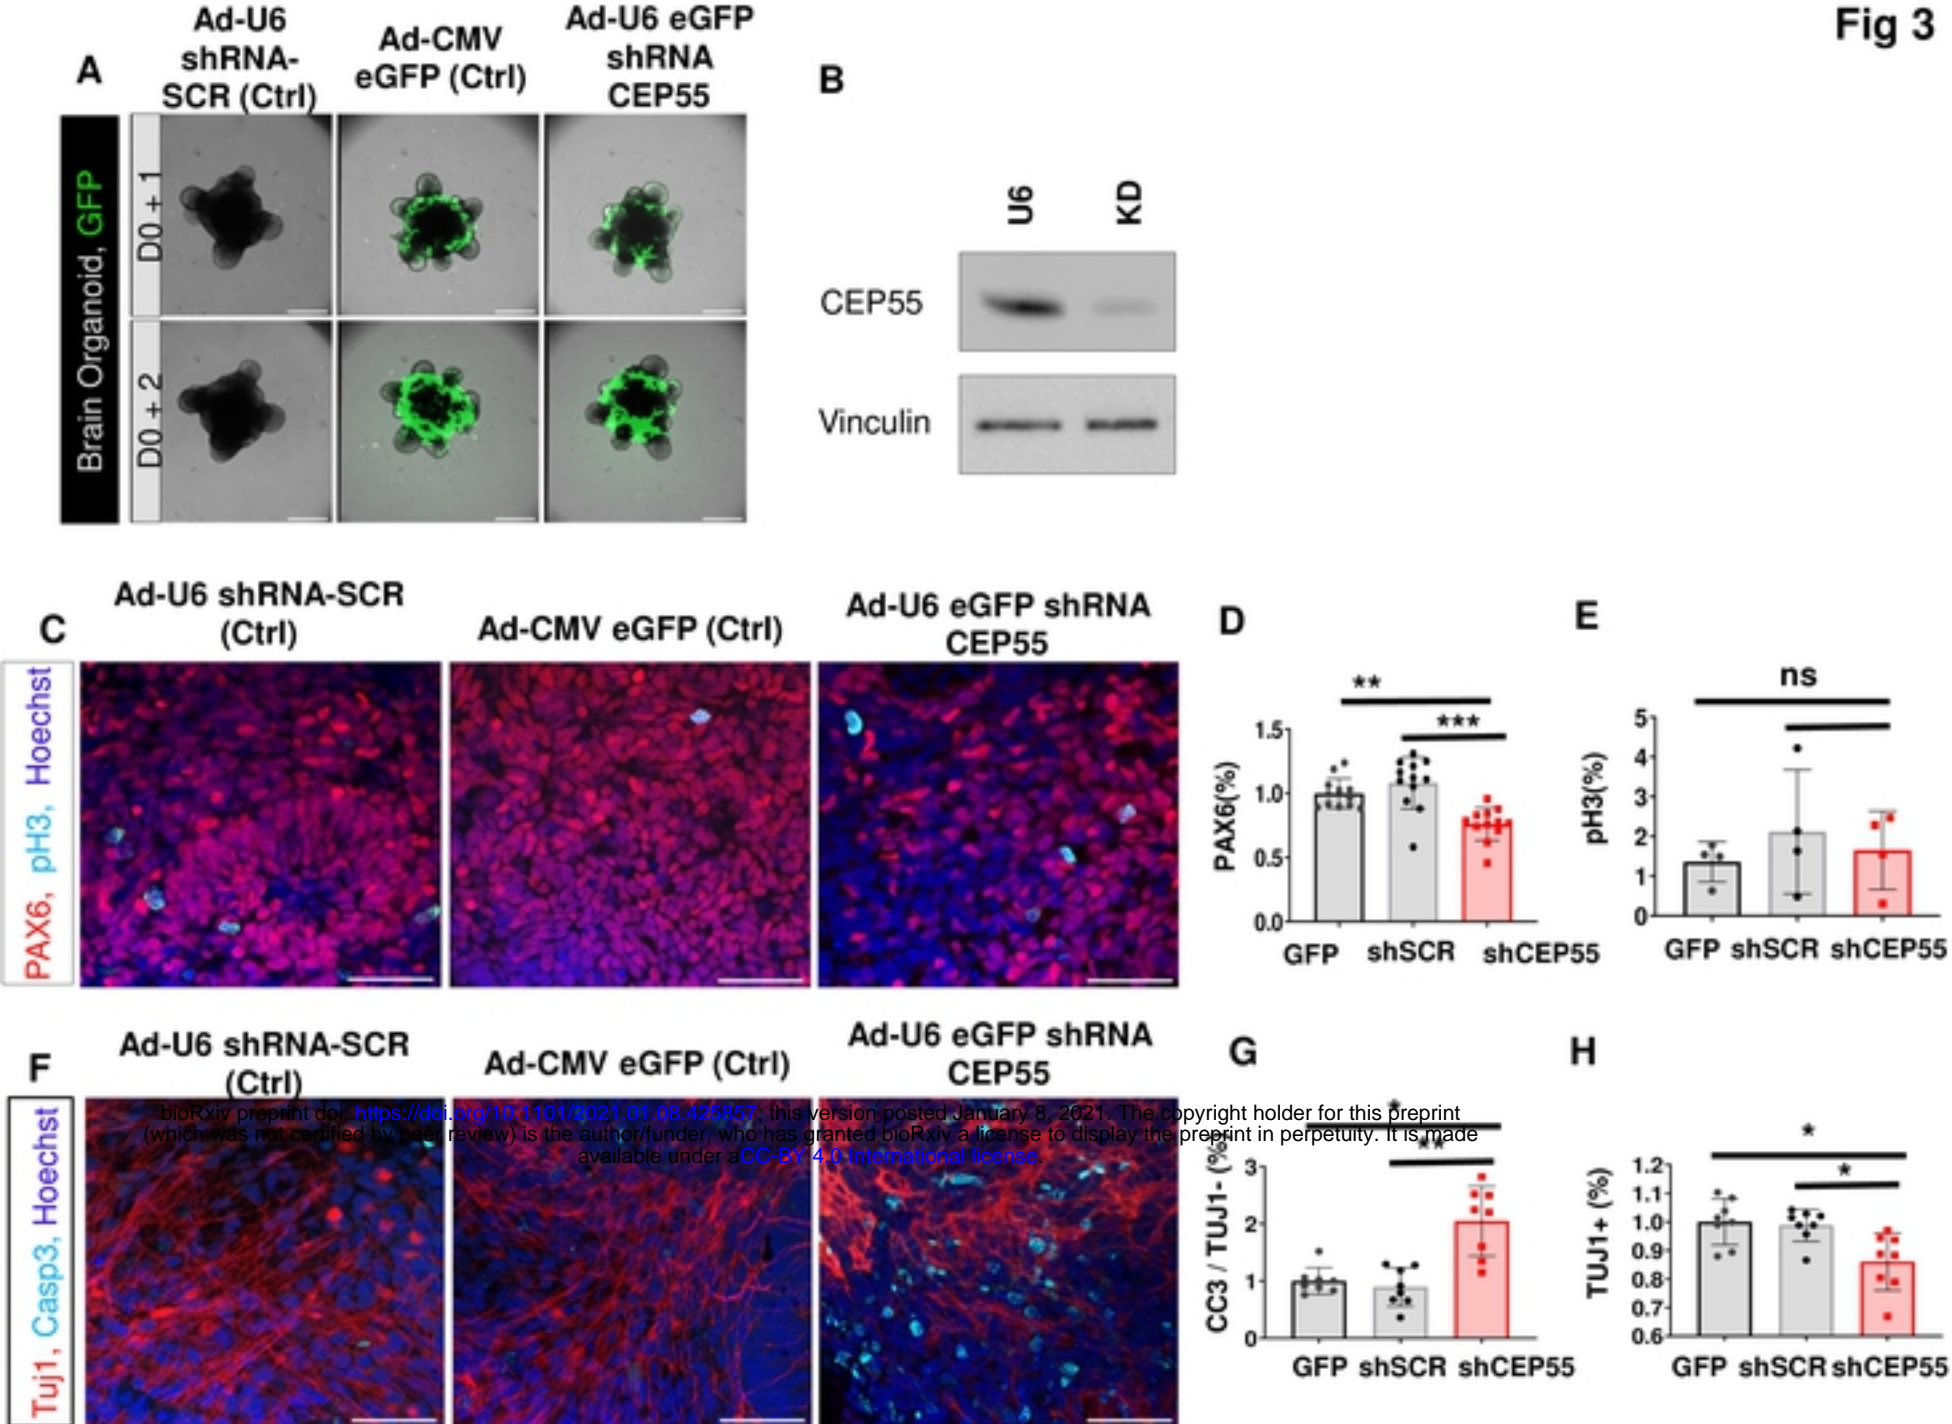 Fig 3
A
Ad-U6
shRNA-
SCR (Ctrl)
Ad-CMV
eGFP (Ctrl)
Ad-U6 eGFP
shRNA
CEP55
Brain Organoid, GFP
D0 + 1
D0 + 2
B
U6
KD
CEP55
Vinculin
C
Ad-U6 shRNA-SCR
(Ctrl)
Ad-CMV eGFP (Ctrl)
Ad-U6 eGFP shRNA
CEP55
PAX6, pH3, Hoechst
D
**
***
PAX6(%)
1.5
1.0
0.5
0.0
GFP shSCR shCEP55
E
ns
pH3(%)
5
4
3
2
1
0
GFP shSCR shCEP55
F
Ad-U6 shRNA-SCR
(Ctrl)
Ad-CMV eGFP (Ctrl)
Ad-U6 eGFP shRNA
CEP55
Tuj1, Casp3, Hoechst
bioRxiv preprint doi: https://doi.org/10.1101/2021.01.08.425857; this version posted January 8, 2021. The copyright holder for this preprint
(which was not certified by peer review) is the author/funder, who has granted bioRxiv a license to display the preprint in perpetuity. It is made
available under aCC-BY 4.0 International license.
G
*
**
CC3 / TUJ1- (%)
3
2
1
0
GFP shSCR shCEP55
H
*
*
TUJ1+ (%)
1.2
1.1
1.0
0.9
0.8
0.7
0.6
GFP shSCR shCEP55